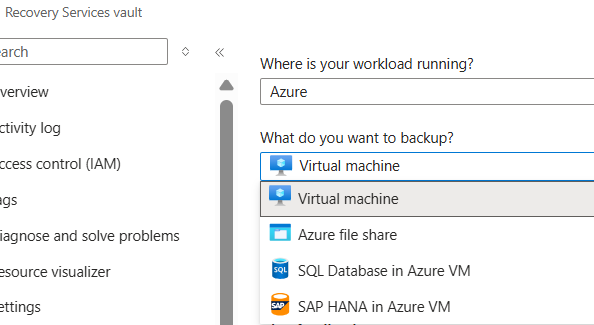 Recovery Services vault
earch
Where is your workload running?
Azure
verview
ctivity log
What do you want to backup?
ccess control (IAM)
Virtual machine
ags
Virtual machine
iagnose and solve problems
Azure file share
esource visualizer
SQL Database in Azure VM
ettings
SAP HANA in Azure VM